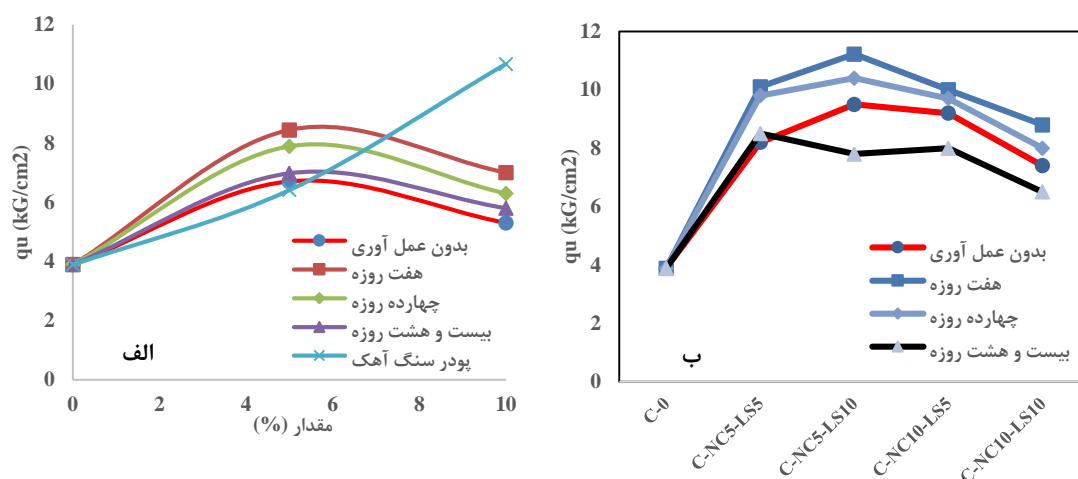 qu (kG/cm2)
12
10
8
6
4
2
0
0 2 4 6 8 10
مقدار (%)
بدون عمل آوری
هفت روزه
چهارده روزه
بیست و هشت روزه
پودر سنگ آهک
الف
qu (kG/cm2)
12
10
8
6
4
2
0
C-0
C-NC5-LS5
C-NC5-LS10
C-NC10-LS5
C-NC10-LS10
بدون عمل آوری
هفت روزه
چهارده روزه
بیست و هشت روزه
ب